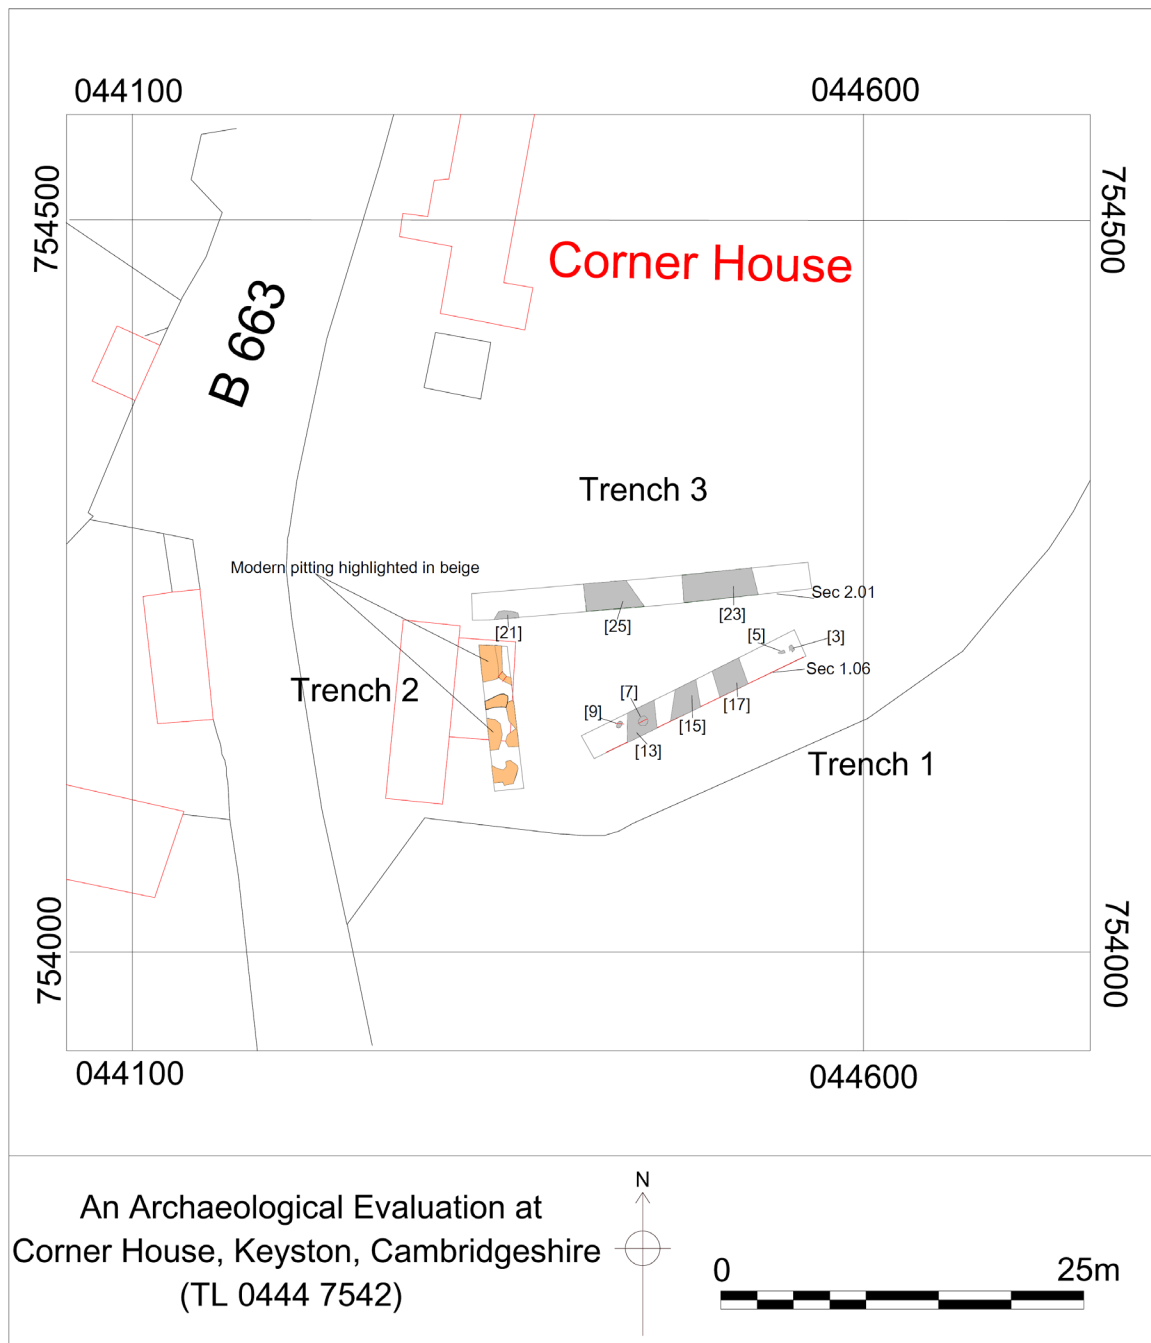 044100
044600
754500
754500
Corner House
B 663
Trench 3
Modern pitting highlighted in beige
Sec 2.01
[23]
[25]
[21]
[5]
[3]
Sec 1.06
Trench 2
[7]
[17]
[9]
[15]
[13]
Trench 1
754000
754000
044100
044600
An Archaeological Evaluation at
Corner House, Keyston, Cambridgeshire
(TL 0444 7542)
N
0
25m